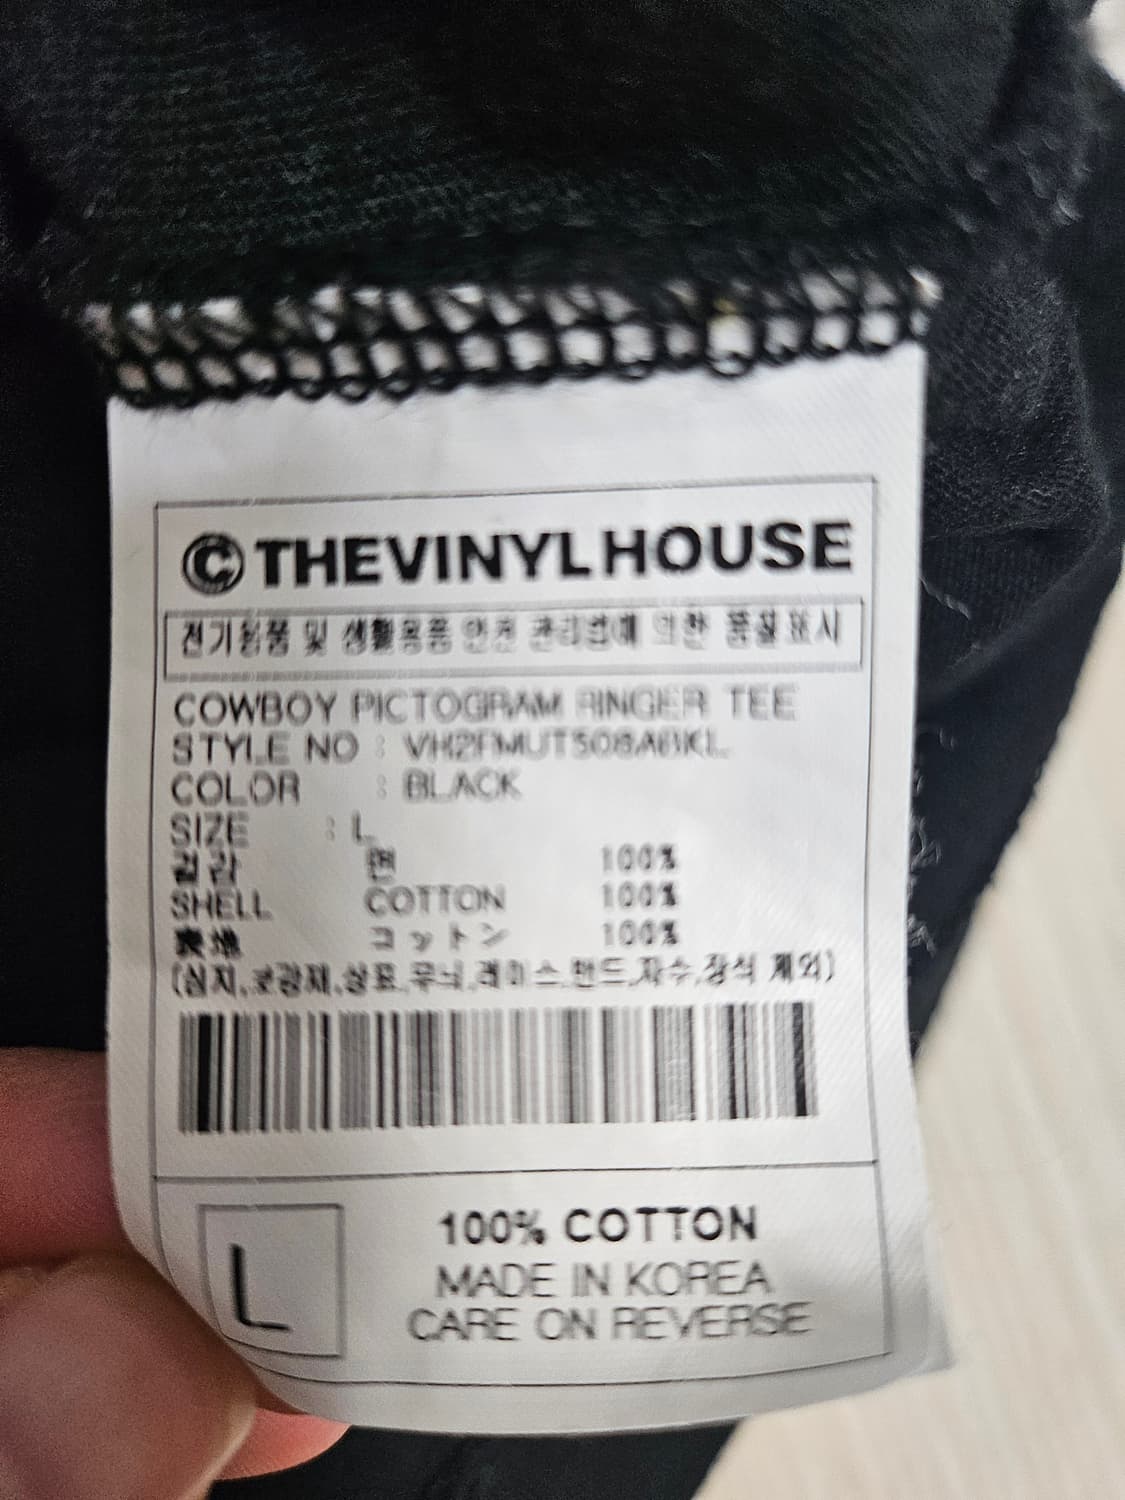 © THEVINYLHOUSE
전기용품 및 생활용품 안전 관리법에 의한 품질표시
COWBOY PICTOGRAM RINGER TEE
STYLE NO : VH2FMUT508ABKL
COLOR : BLACK
SIZE : L
겉감 면 100%
SHELL COTTON 100%
表地 コットン 100%
(심지,보강재,상표,무늬,레이스,밴드,자수,장식 제외)
L
100% COTTON
MADE IN KOREA
CARE ON REVERSE